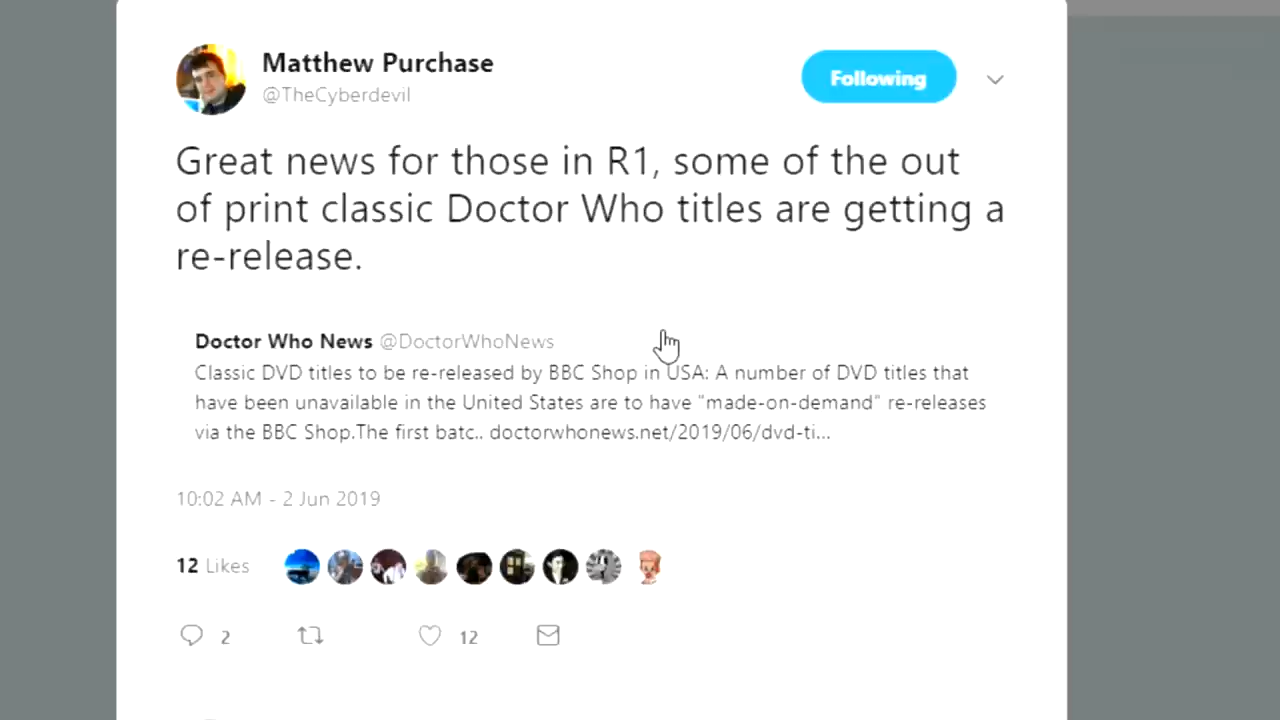 Matthew Purchase
@TheCyberdevil
Following
Great news for those in R1, some of the out
of print classic Doctor Who titles are getting a
re-release.
Doctor Who News @DoctorWhoNews
Classic DVD titles to be re-released by BBC Shop in USA: A number of DVD titles that
have been unavailable in the United States are to have "made-on-demand" re-releases
via the BBC Shop.The first batc.. doctorwhonews.net/2019/06/dvd-ti...
10:02 AM - 2 Jun 2019
12 Likes
2
12